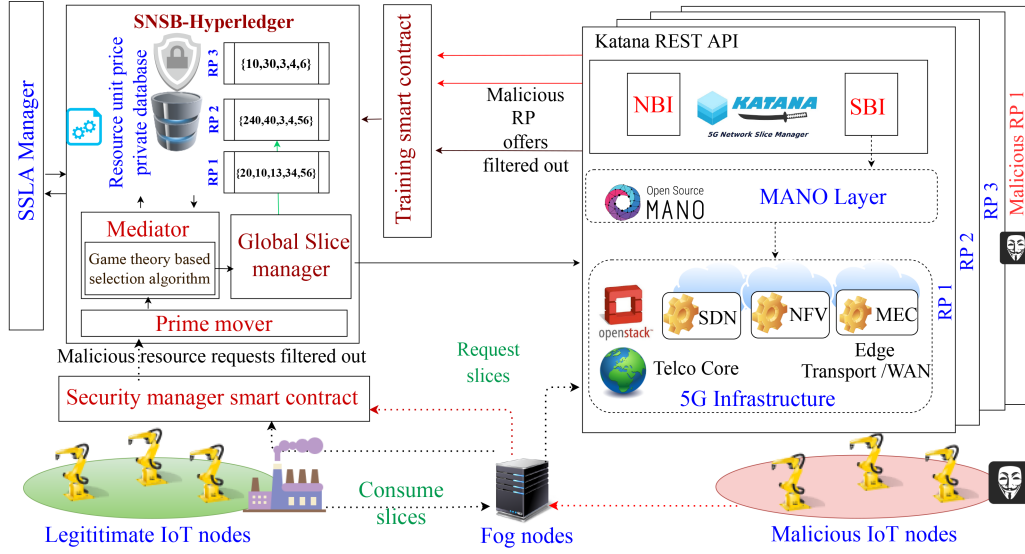 SSLA Manager
SNSB-Hyperledger
Resource unit price
private database
RP 3
{10,30,3,4,6}
RP 2
{240,40,3,4,56}
RP 1
{20,10,13,34,56}
Mediator
Game theory based
selection algorithm
Global Slice
manager
Prime mover
Malicious resource requests filtered out
Security manager smart contract
Training smart contract
Malicious
RP
offers
filtered out
Katana REST API
NBI
KATANA
5G Network Slice Manager
SBI
Open Source
MANO
MANO Layer
openstack
SDN
NFV
MEC
Telco Core
Edge
Transport /WAN
5G Infrastructure
RP 1
RP 2
RP 3
Malicious RP 1
Request
slices
Consume
slices
Legititimate IoT nodes
Fog nodes
Malicious IoT nodes